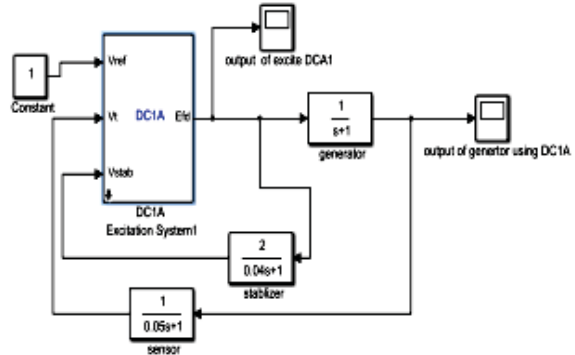 output of excite DCA1
1
Constant
Vref
Vt
DC1A
Efd
Vstab
DC1A
Excitation System1
1
s+1
generator
output of genertor using DC1A
2
0.04s+1
stablizer
1
0.05s+1
sensor